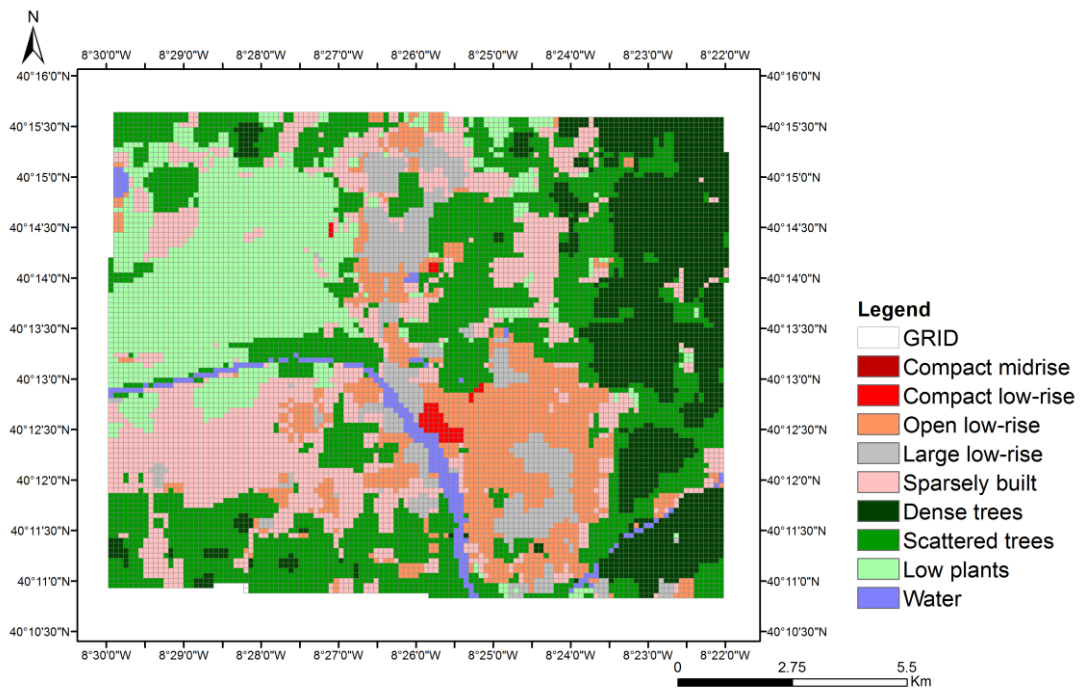 N
8°30'0"W 8°29'0"W 8°28'0"W 8°27'0"W 8°26'0"W 8°25'0"W 8°24'0"W 8°23'0"W 8°22'0"W
40°16'0"N 40°16'0"N
40°15'30"N 40°15'30"N
40°15'0"N 40°15'0"N
40°14'30"N 40°14'30"N
40°14'0"N 40°14'0"N
40°13'30"N 40°13'30"N
40°13'0"N 40°13'0"N
40°12'30"N 40°12'30"N
40°12'0"N 40°12'0"N
40°11'30"N 40°11'30"N
40°11'0"N 40°11'0"N
40°10'30"N 40°10'30"N
8°30'0"W 8°29'0"W 8°28'0"W 8°27'0"W 8°26'0"W 8°25'0"W 8°24'0"W 8°23'0"W 8°22'0"W
Legend
GRID
Compact midrise
Compact low-rise
Open low-rise
Large low-rise
Sparsely built
Dense trees
Scattered trees
Low plants
Water
0 2.75 5.5
Km